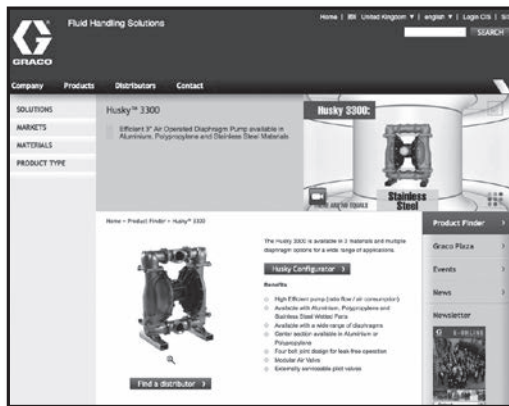 Fluid Handling Solutions
Home | United Kingdom ▼ | english ▼ | Login CIS |
SEARCH
GRACO
Company Products Distributors Contact
SOLUTIONS
MARKETS
MATERIALS
PRODUCT TYPE
Husky™ 3300
Efficient 3" Air Operated Diaphragm Pump available in
Aluminium, Polypropylene and Stainless Steel Materials
Husky 3300:
Stainless
Steel
Home > Product Finder > Husky™ 3300
The Husky 3300 is available in 3 materials and multiple
diaphragm options for a wide range of applications.
Husky Configurator >
Benefits
High Efficient pump (ratio flow / air consumption)
Available with Aluminium, Polypropylene and
Stainless Steel Wetted Parts
Available with a wide range of diaphragms
Center section available in Aluminium or
Polypropylene
Four bolt joint design for leak free operation
Modular Air Valve
Externally serviceable pilot valves
Find a distributor >
Product Finder >
Graco Plaza >
Events >
News >
Newsletter